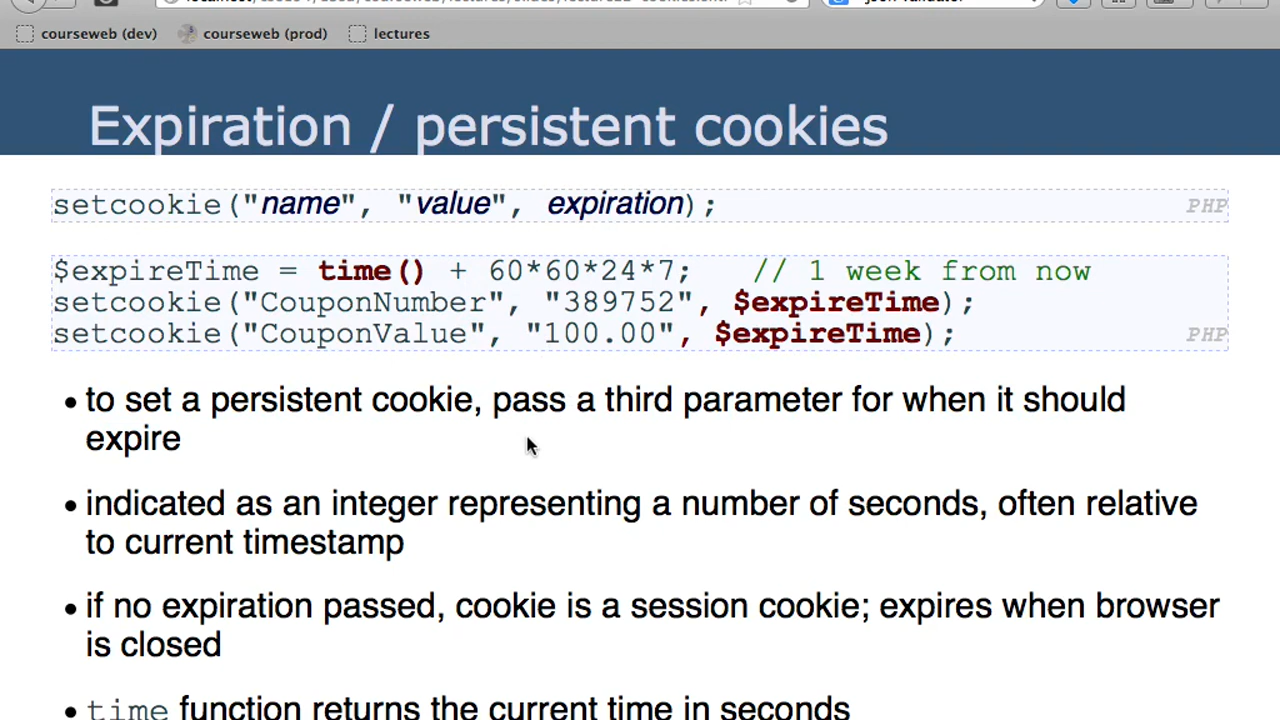 courseweb (dev) courseweb (prod) lectures
Expiration / persistent cookies
setcookie("name", "value", expiration); PHP
$expireTime = time() + 60*60*24*7; // 1 week from now
setcookie("CouponNumber", "389752", $expireTime);
setcookie("CouponValue", "100.00", $expireTime); PHP
• to set a persistent cookie, pass a third parameter for when it should
expire
• indicated as an integer representing a number of seconds, often relative
to current timestamp
• if no expiration passed, cookie is a session cookie; expires when browser
is closed
• time function returns the current time in seconds